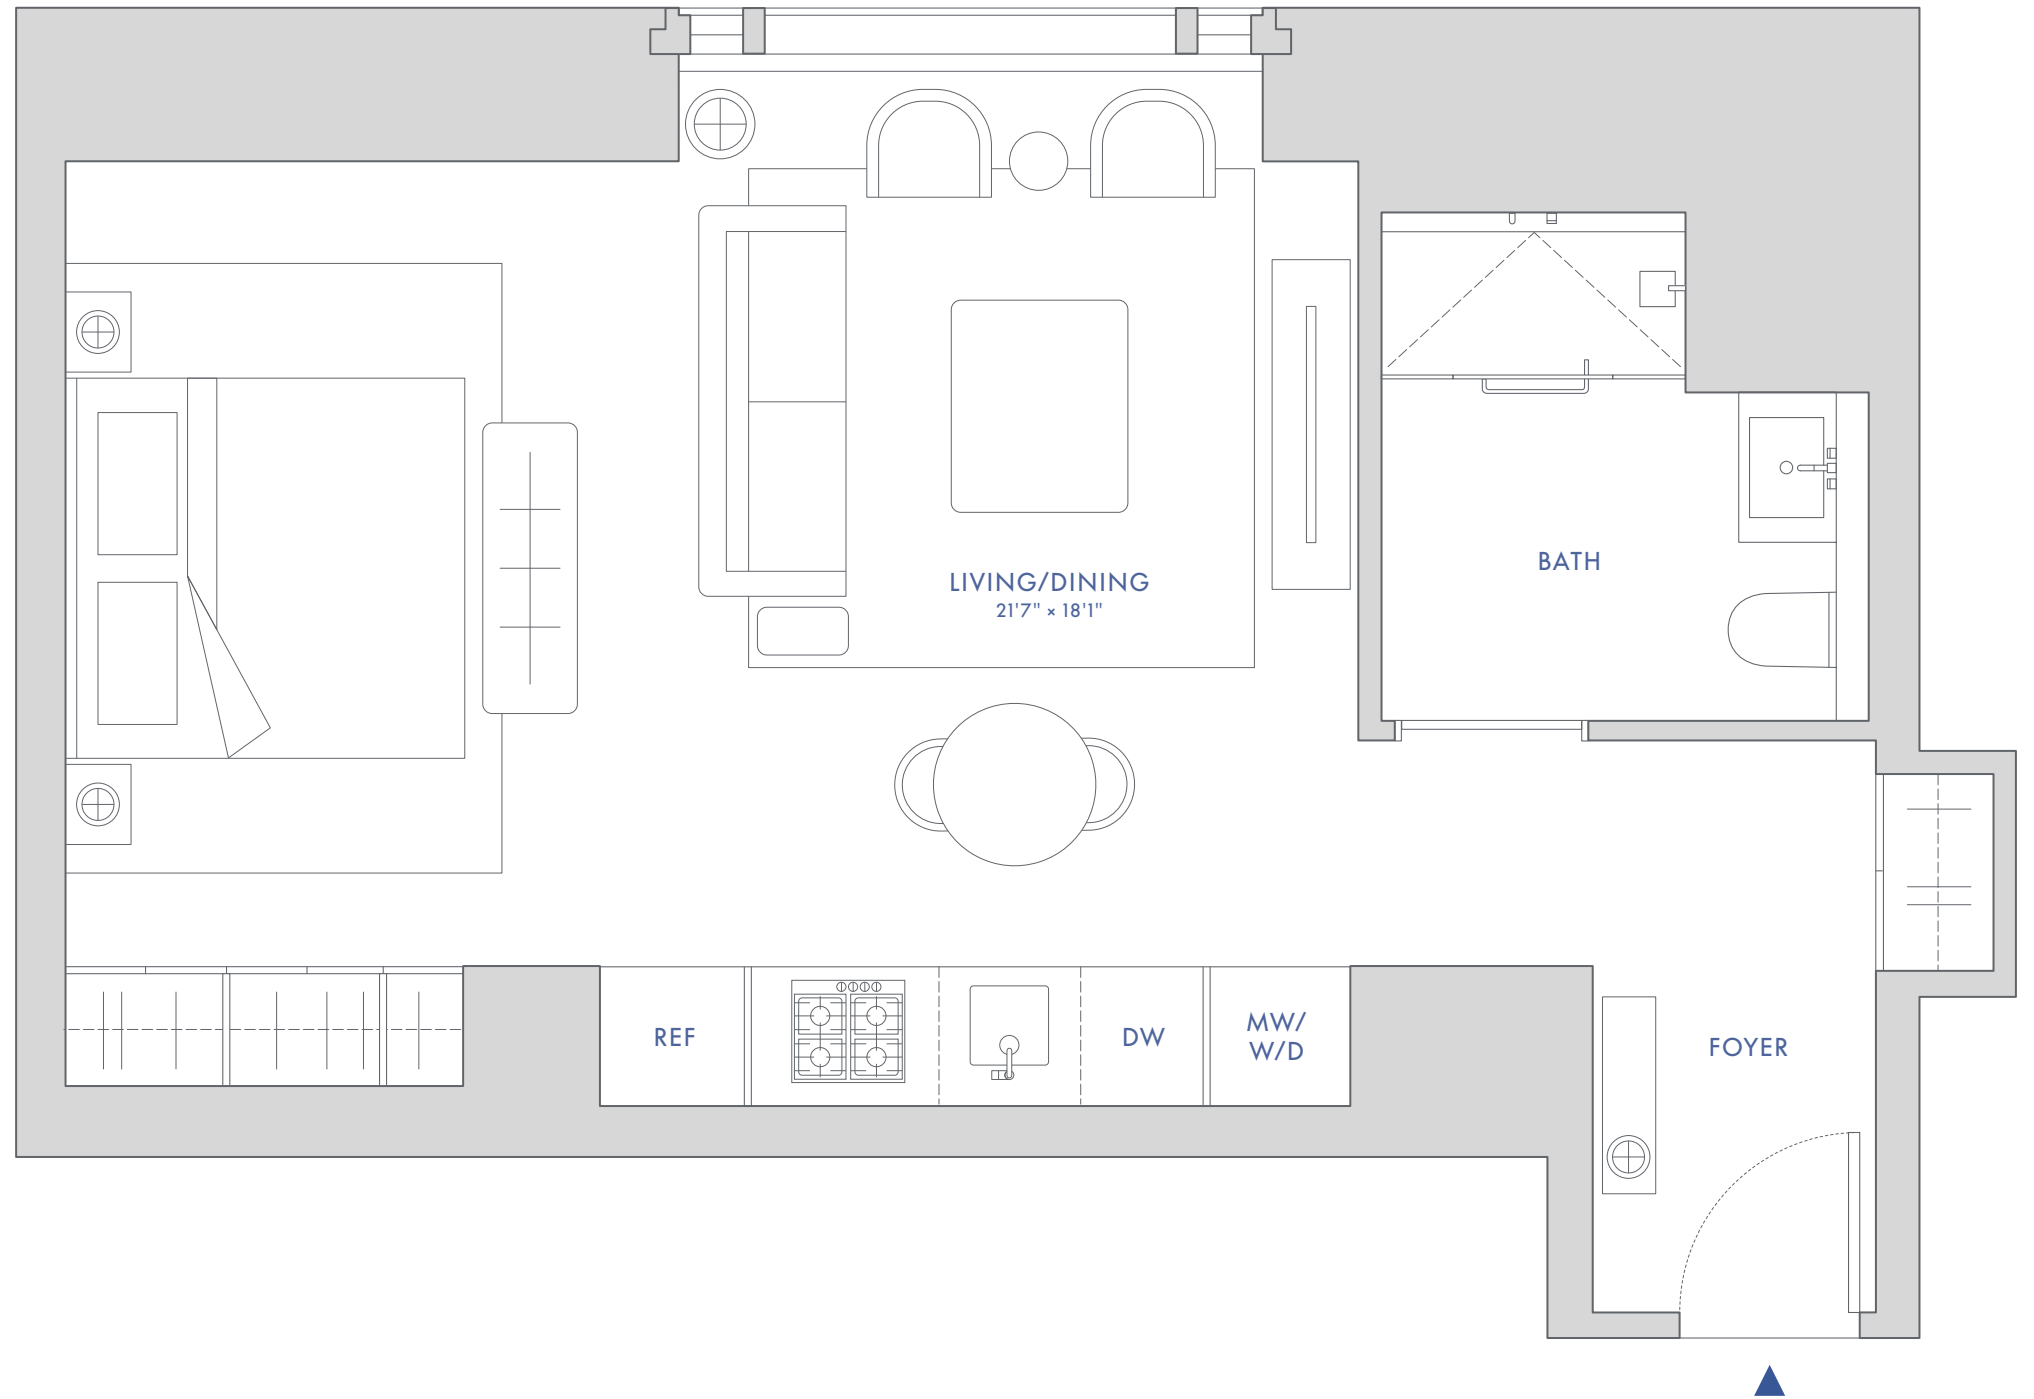 LIVING/DINING
21'7" × 18'1"
BATH
REF
DW
MW/
W/D
FOYER